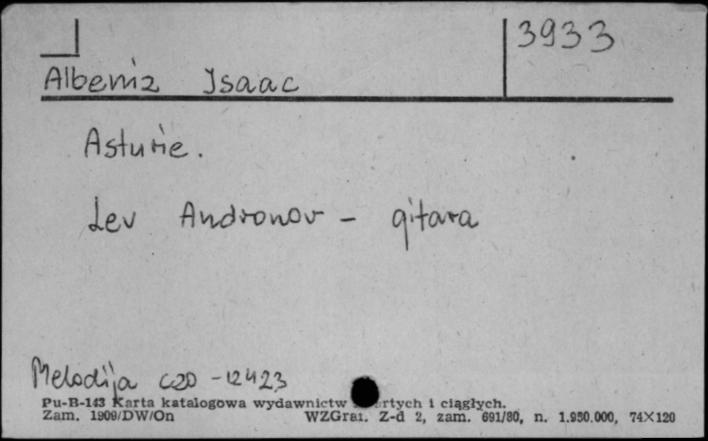 3933
Albeniz Isaac
Asturie.
Lev Andronov - gitara
Melodija C20-12423
Pu-B-143 Karta katalogowa wydawnictw i ciągłych.
Zam. 1909/DW/On WZGraf. Z-d 2, zam. 691/80, n. 1.950.000, 74X120